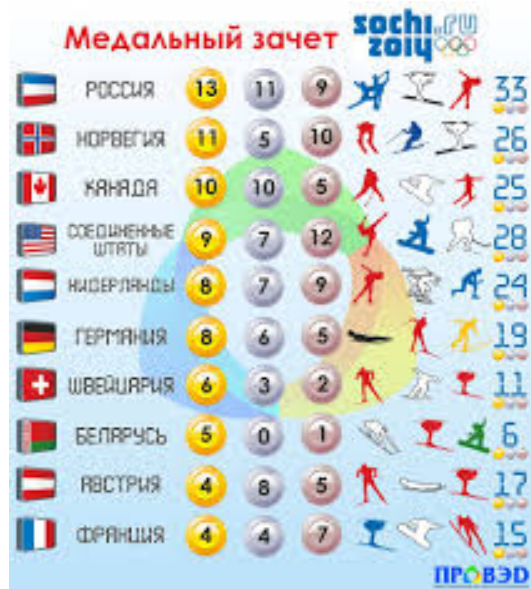 Медальный зачет
sochi.ru
2014
РОССИЯ 13 11 9 33
НОРВЕГИЯ 11 5 10 26
КАНАДА 10 10 5 25
СОЕДИНЕННЫЕ
ШТАТЫ 9 7 12 28
НИДЕРЛАНДЫ 8 7 9 24
ГЕРМАНИЯ 8 6 5 19
ШВЕЙЦАРИЯ 6 3 2 11
БЕЛАРУСЬ 5 0 1 6
АВСТРИЯ 4 8 5 17
ФРАНЦИЯ 4 4 7 15
ПРОВЭД